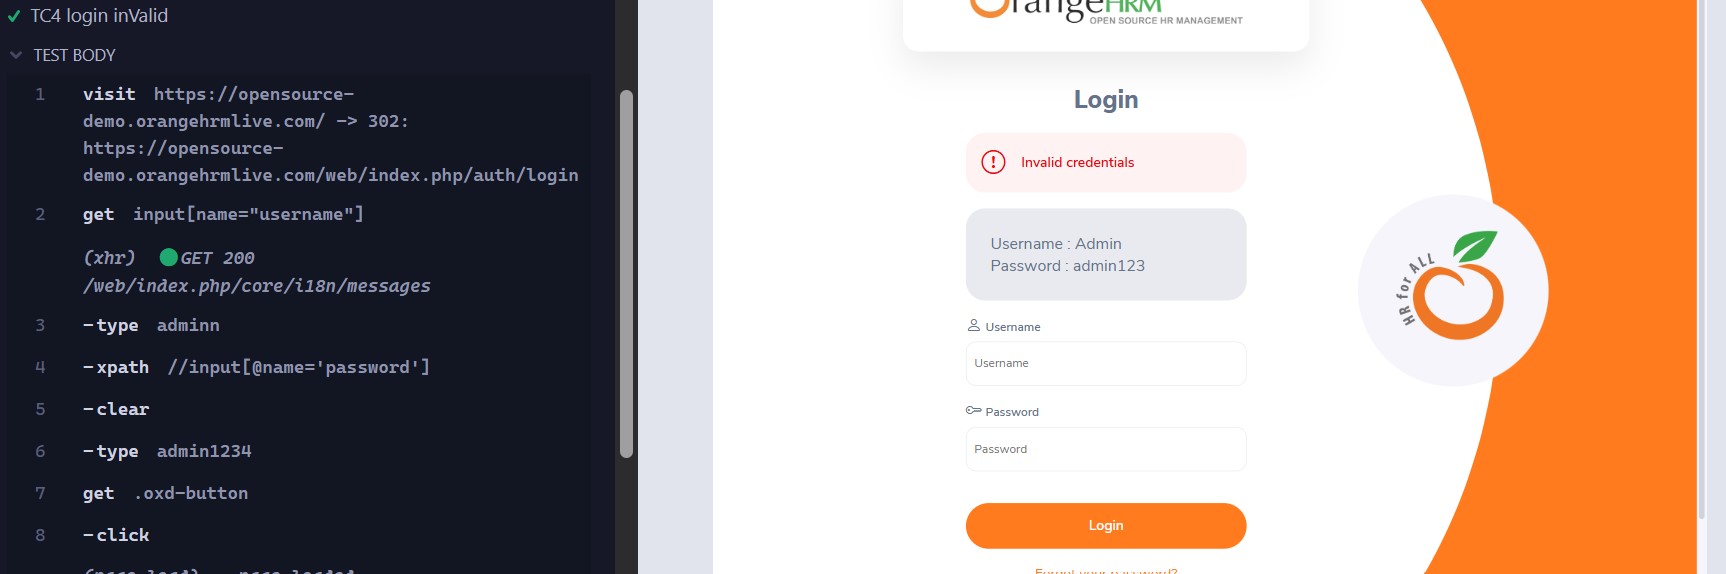 TC4 login inValid
TEST BODY
1 visit https://opensource-
demo.orangehrmlive.com/ -> 302:
https://opensource-
demo.orangehrmlive.com/web/index.php/auth/login
2 get input[name="username"]
(xhr) GET 200
/web/index.php/core/i18n/messages
3 -type adminn
4 -xpath //input[@name='password']
5 -clear
6 -type admin1234
7 get .oxd-button
8 -click
OrangeHRM
OPEN SOURCE HR MANAGEMENT
Login
Invalid credentials
Username : Admin
Password : admin123
Username
Username
Password
Password
Login
Forgot your password?
HR for ALL